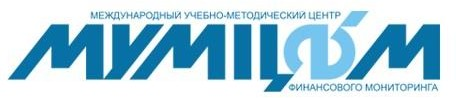 МЕЖДУНАРОДНЫЙ УЧЕБНО-МЕТОДИЧЕСКИЙ ЦЕНТР
МУМЦФМ
ФИНАНСОВОГО МОНИТОРИНГА